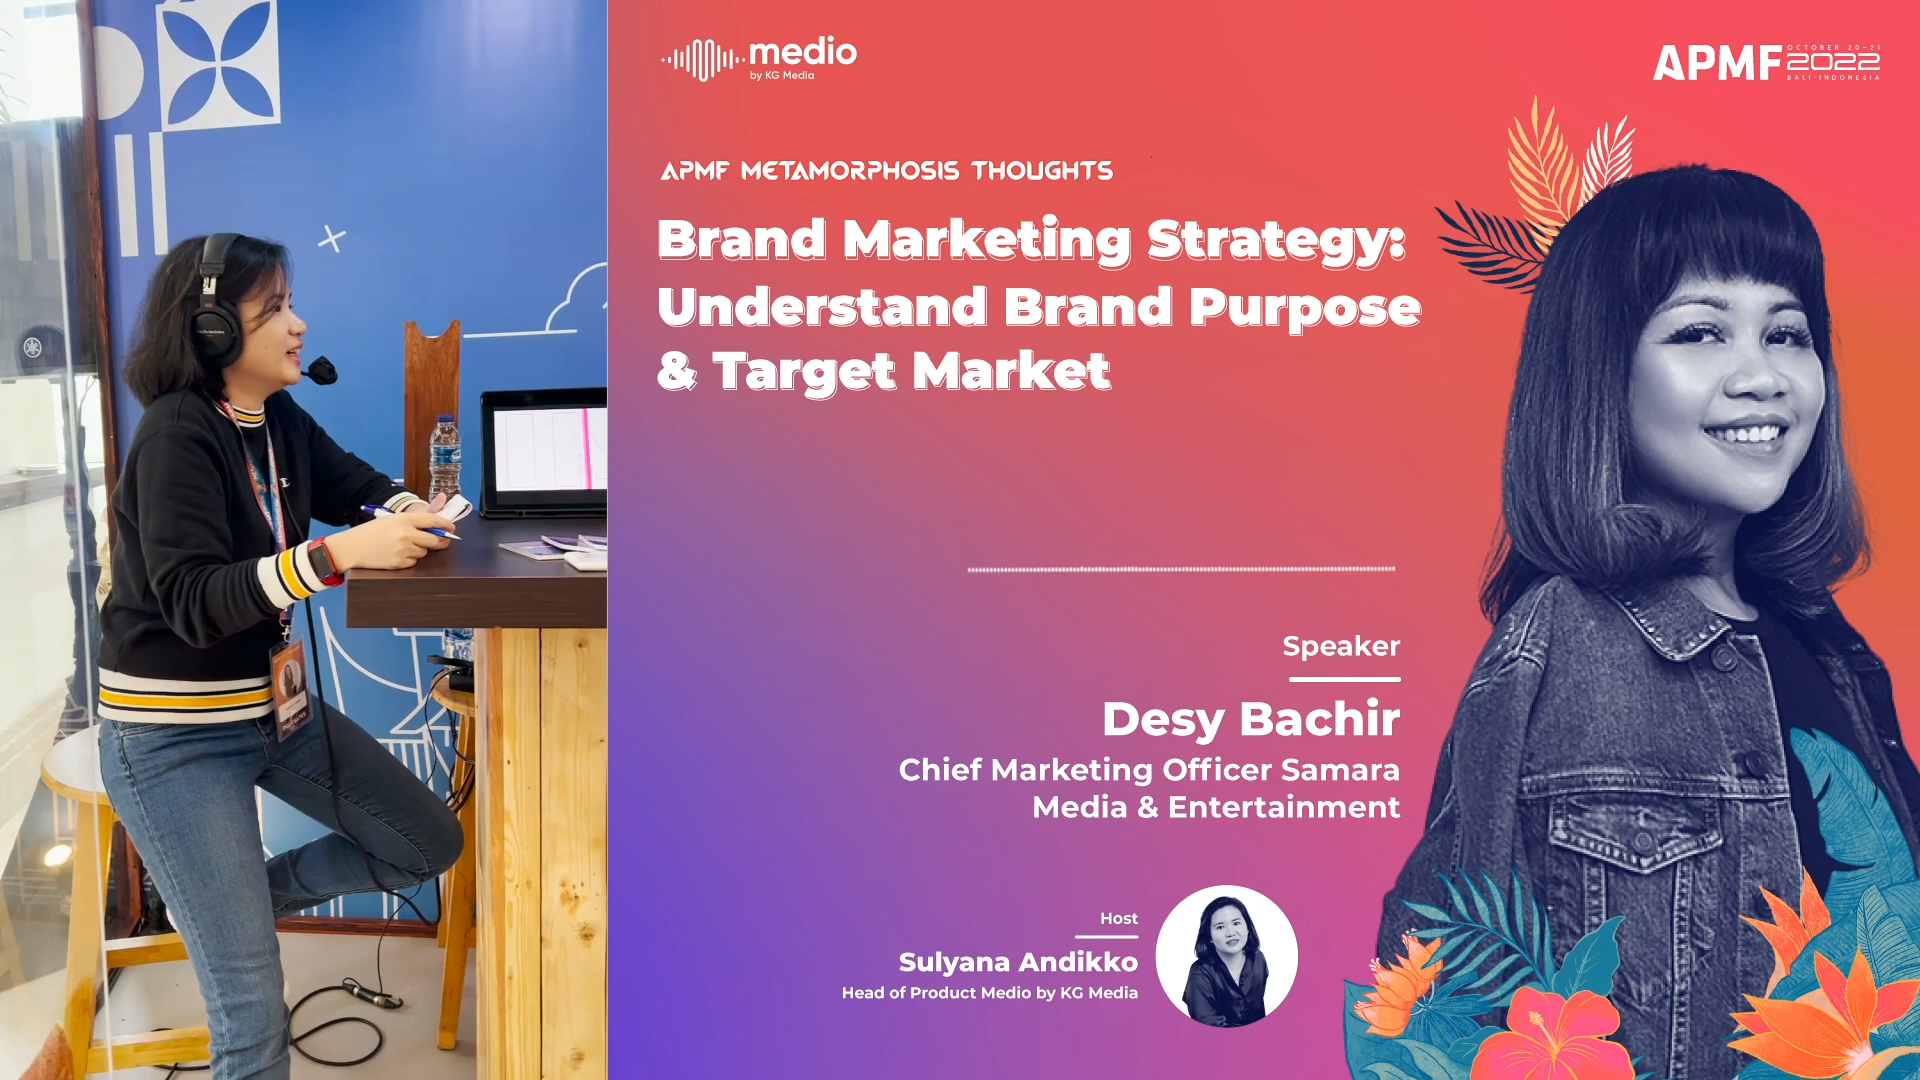 medio
by KG Media
APMF
OCTOBER 20-21
2022
BALI-INDONESIA
APMF METAMORPHOSIS THOUGHTS
Brand Marketing Strategy:
Understand Brand Purpose
& Target Market
Speaker
Desy Bachir
Chief Marketing Officer Samara
Media & Entertainment
Host
Sulyana Andikko
Head of Product Medio by KG Media